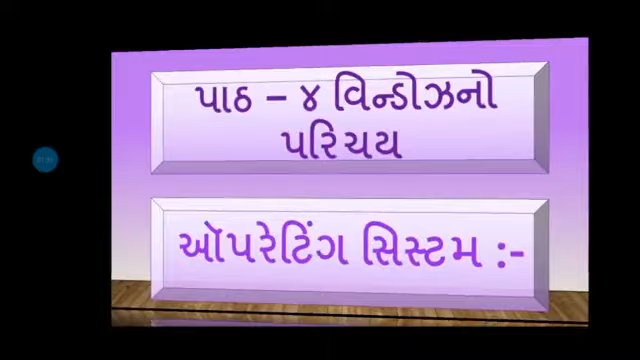 પાઠ – ૪ વિન્ડોઝનો
પરિચય
ઑપરેટિંગ સિસ્ટમ :-